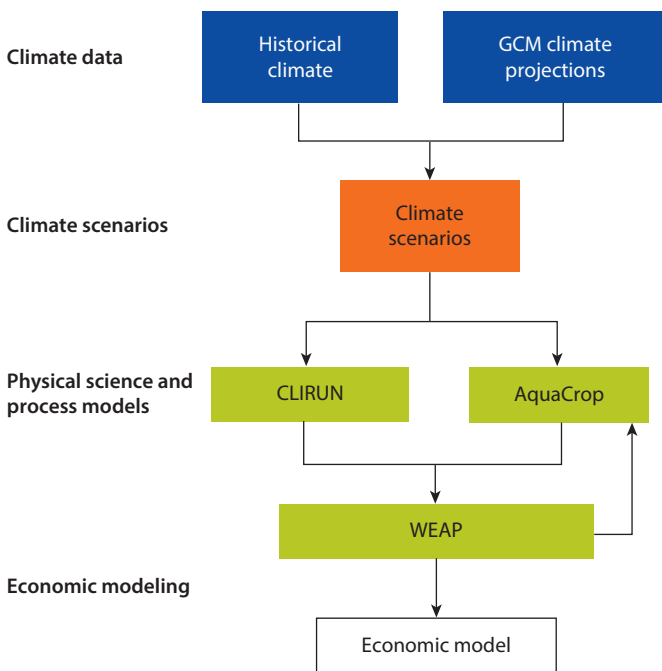 Climate data
Historical
climate
GCM climate
projections
Climate scenarios
Climate
scenarios
Physical science and
process models
CLIRUN
AquaCrop
WEAP
Economic modeling
Economic model